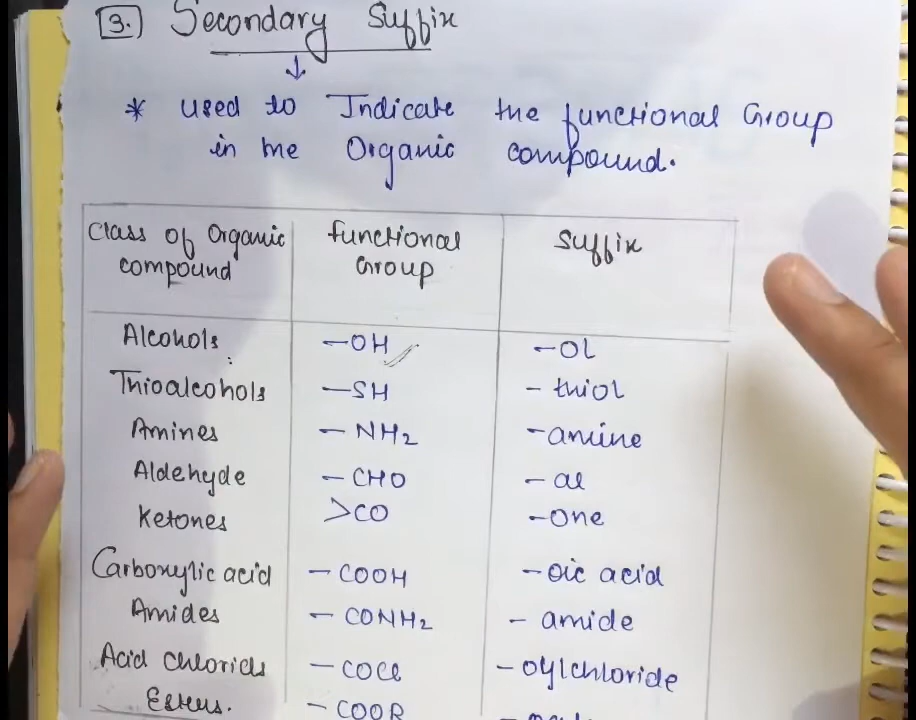 3. Secondary Suffix
↓
* used to Indicate the functional Group
in the Organic compound.
Class of Organic compound | functional Group | Suffix
Alcohols | —OH | —OL
Thioalcohols | —SH | - thiol
Amines | — NH2 | -amine
Aldehyde | — CHO | — al
Ketones | >CO | -one
Carboxylic acid | — COOH | -oic acid
Amides | — CONH2 | - amide
Acid chlorids | — COCl | - oylchloride
Esters. | — COOR